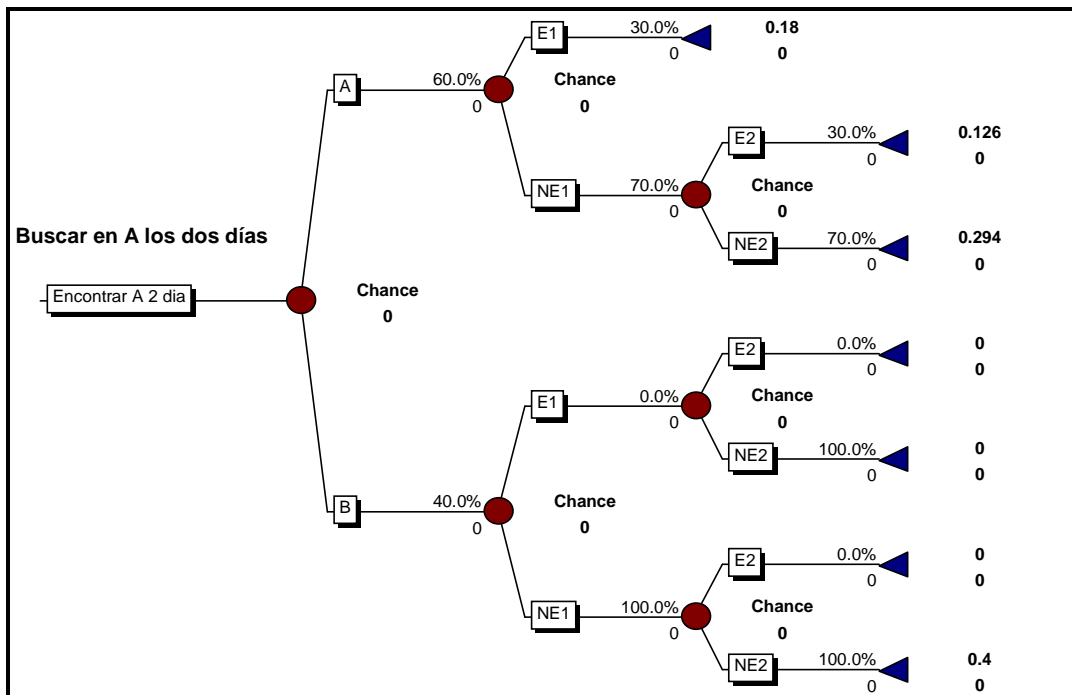 E1 30.0% 0.18
0 0
A 60.0% Chance
0 0
E2 30.0% 0.126
0 0
NE1 70.0% Chance
0 0
Buscar en A los dos días
NE2 70.0% 0.294
0 0
Encontrar A 2 dia
Chance
0
E2 0.0% 0
0 0
E1 0.0% Chance
0 0
NE2 100.0% 0
0 0
B 40.0% Chance
0 0
E2 0.0% 0
0 0
NE1 100.0% Chance
0 0
NE2 100.0% 0.4
0 0